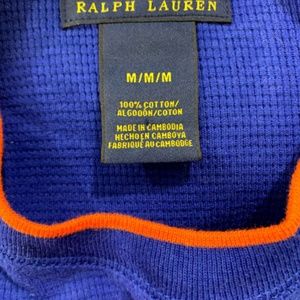 RALPH LAUREN
M/M/M
100% COTTON/
ALGODÓN/COTON
MADE IN CAMBODIA
HECHO EN CAMBOYA
FABRIQUÉ AU CAMBODGE